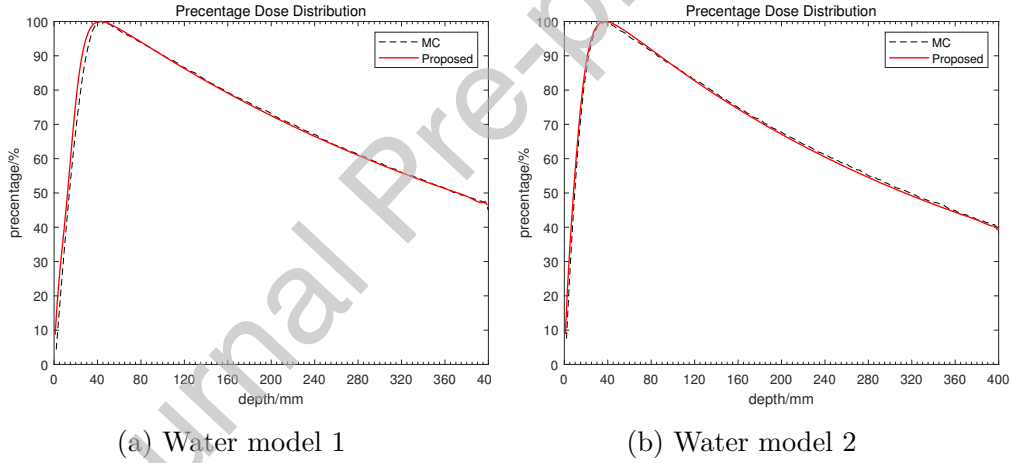 Precentage Dose Distribution
MC
Proposed
100
90
80
70
60
50
40
30
20
10
0
precentage/%
0 40 80 120 160 200 240 280 320 360 40
depth/mm
(a) Water model 1
Precentage Dose Distribution
MC
Proposed
100
90
80
70
60
50
40
30
20
10
0
precentage/%
0 40 80 120 160 200 240 280 320 360 400
depth/mm
(b) Water model 2
urnal Pre-p